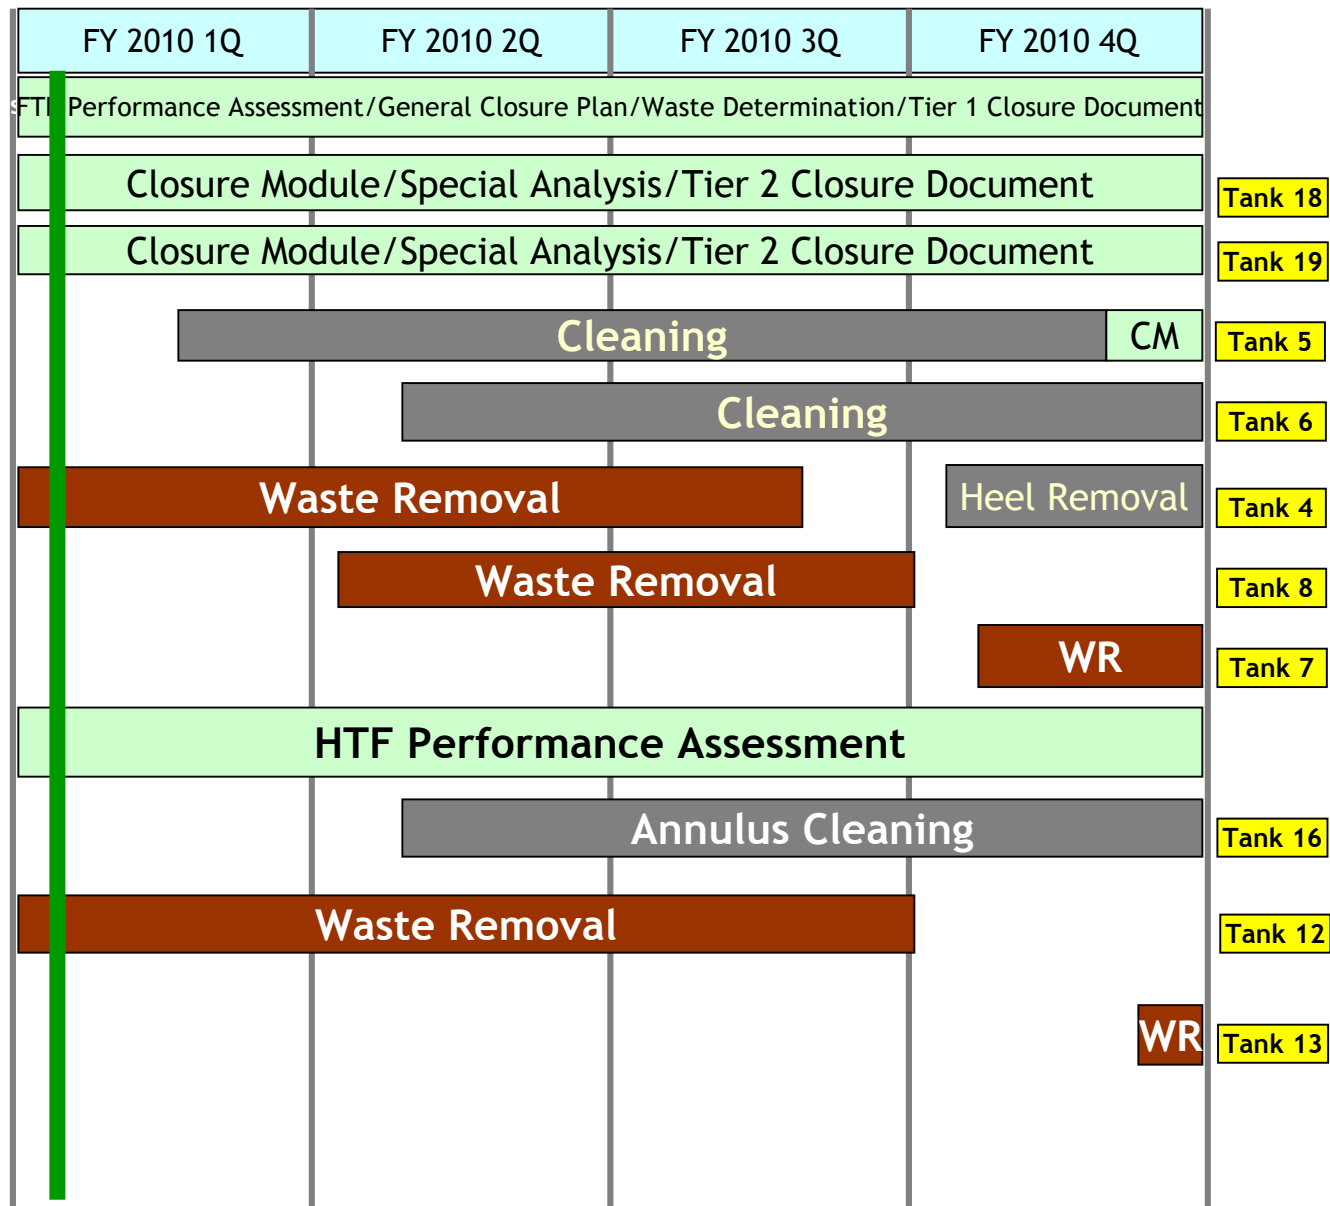 FY 2010 1Q FY 2010 2Q FY 2010 3Q FY 2010 4Q
Performance Assessment/General Closure Plan/Waste Determination/Tier 1 Closure Document
Closure Module/Special Analysis/Tier 2 Closure Document Tank 18
Closure Module/Special Analysis/Tier 2 Closure Document Tank 19
Cleaning CM Tank 5
Cleaning Tank 6
Waste Removal Heel Removal Tank 4
Waste Removal Tank 8
WR Tank 7
HTF Performance Assessment
Annulus Cleaning Tank 16
Waste Removal Tank 12
WR Tank 13